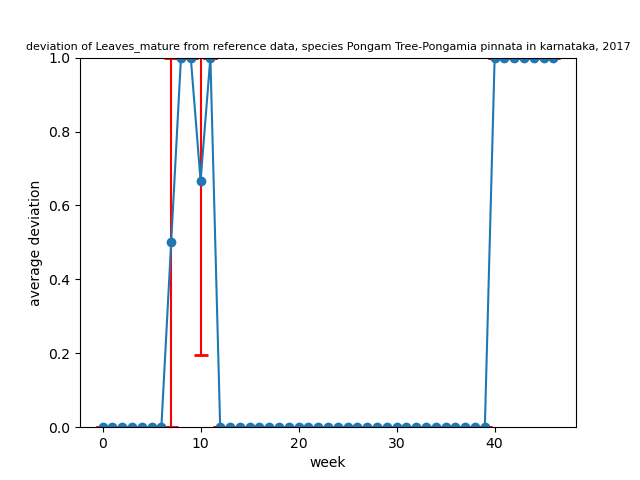 deviation of Leaves_mature from reference data, species Pongam Tree-Pongamia pinnata in karnataka, 2017
1.0
0.8
0.6
0.4
0.2
0.0
average deviation
0 10 20 30 40
week